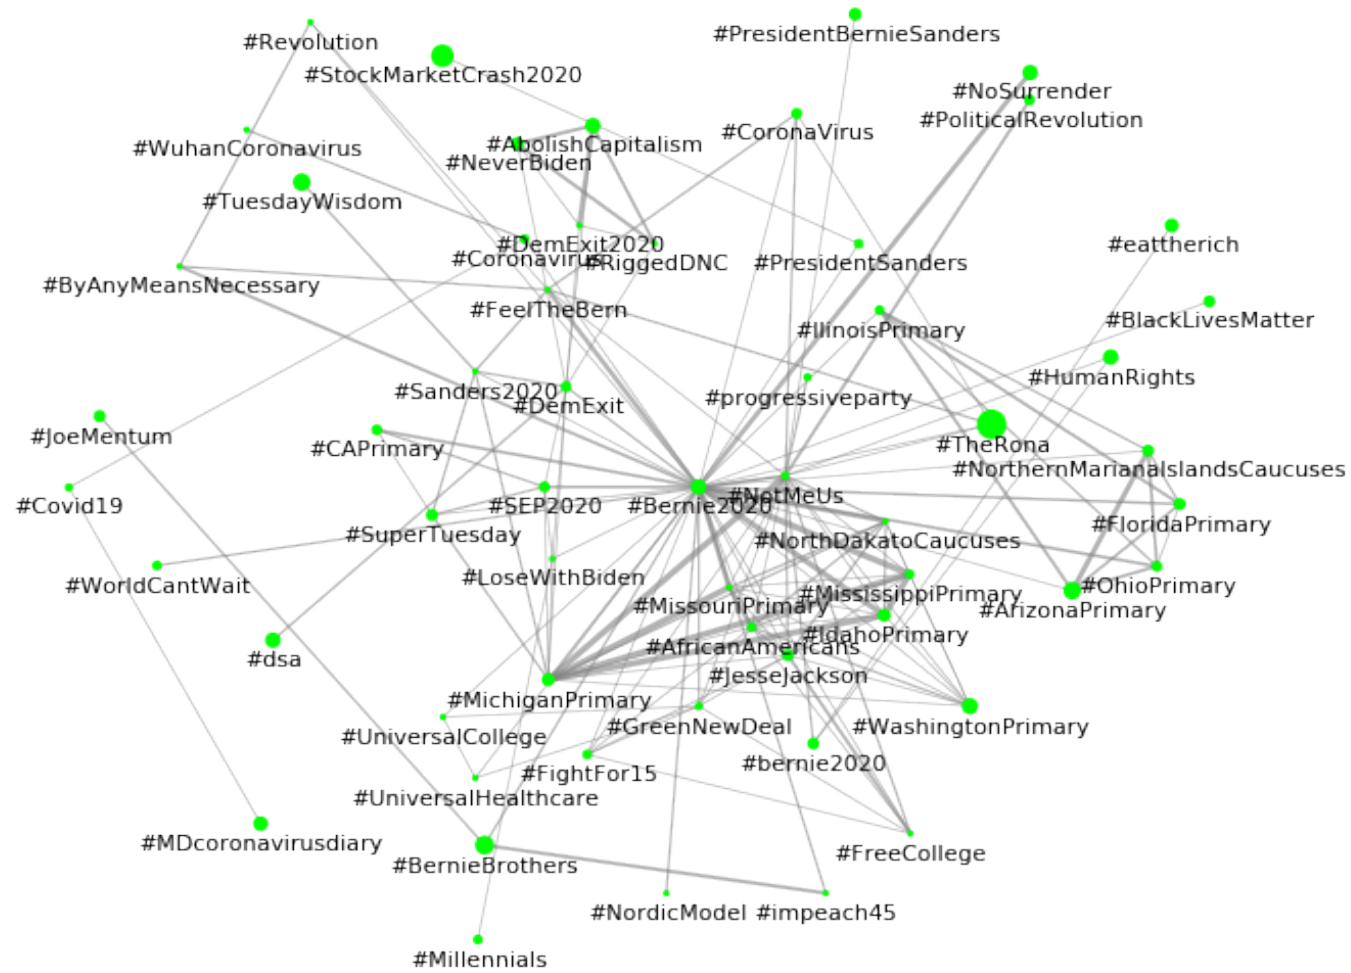 #PresidentBernieSanders
#Revolution
#StockMarketCrash2020
#NoSurrender
#PoliticalRevolution
#CoronaVirus
#AbolishCapitalism
#WuhanCoronavirus
#NeverBiden
#TuesdayWisdom
#DemExit2020
#eattherich
#Coronavirus
#RiggedDNC
#PresidentSanders
#ByAnyMeansNecessary
#FeelTheBern
#BlackLivesMatter
#IlinoisPrimary
#HumanRights
#Sanders2020
#progressiveparty
#DemExit
#JoeMentum
#TheRona
#CAPrimary
#NorthernMarianaIslandsCaucuses
#NotMeUs
#Covid19
#SEP2020
#Bernie2020
#FloridaPrimary
#SuperTuesday
#NorthDakatoCaucuses
#LoseWithBiden
#WorldCantWait
#OhioPrimary
#MississippiPrimary
#MissouriPrimary
#ArizonaPrimary
#IdahoPrimary
#AfricanAmericans
#dsa
#JesseJackson
#MichiganPrimary
#GreenNewDeal
#WashingtonPrimary
#UniversalCollege
#bernie2020
#FightFor15
#UniversalHealthcare
#MDcoronavirusdiary
#FreeCollege
#BernieBrothers
#NordicModel
#impeach45
#Millennials